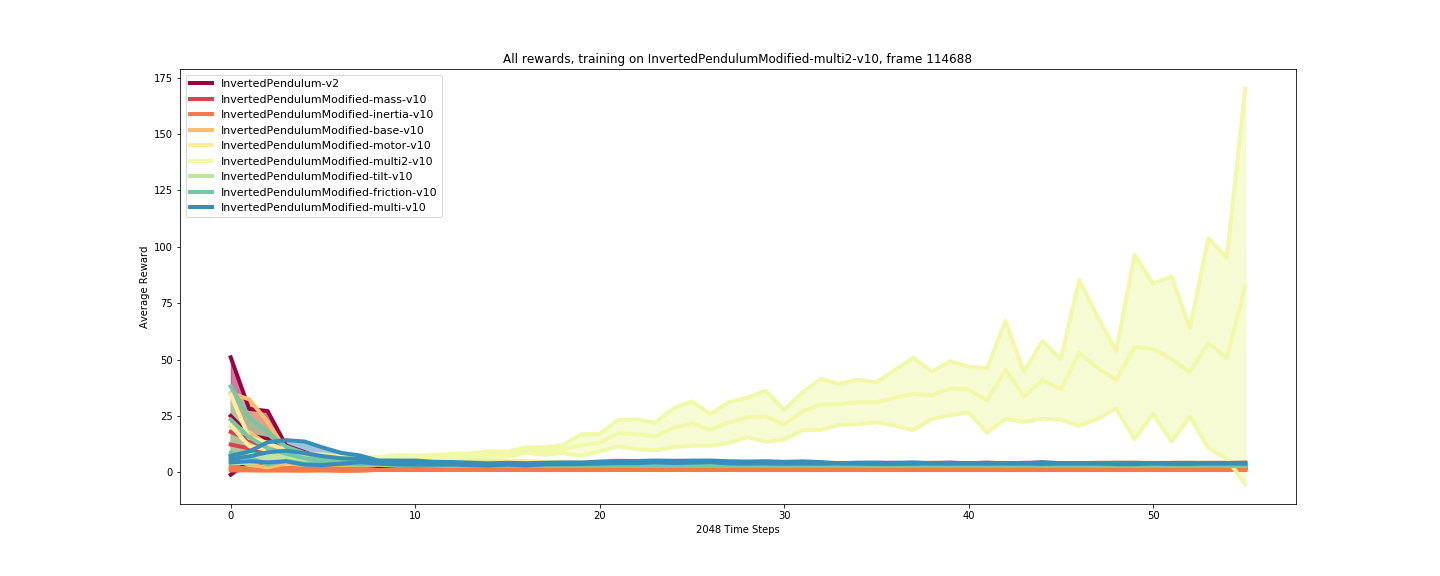 All rewards, training on InvertedPendulumModified-multi2-v10, frame 114688
175
150
125
100
75
50
25
0
Average Reward
InvertedPendulum-v2
InvertedPendulumModified-mass-v10
InvertedPendulumModified-inertia-v10
InvertedPendulumModified-base-v10
InvertedPendulumModified-motor-v10
InvertedPendulumModified-multi2-v10
InvertedPendulumModified-tilt-v10
InvertedPendulumModified-friction-v10
InvertedPendulumModified-multi-v10
0 10 20 30 40 50
2048 Time Steps